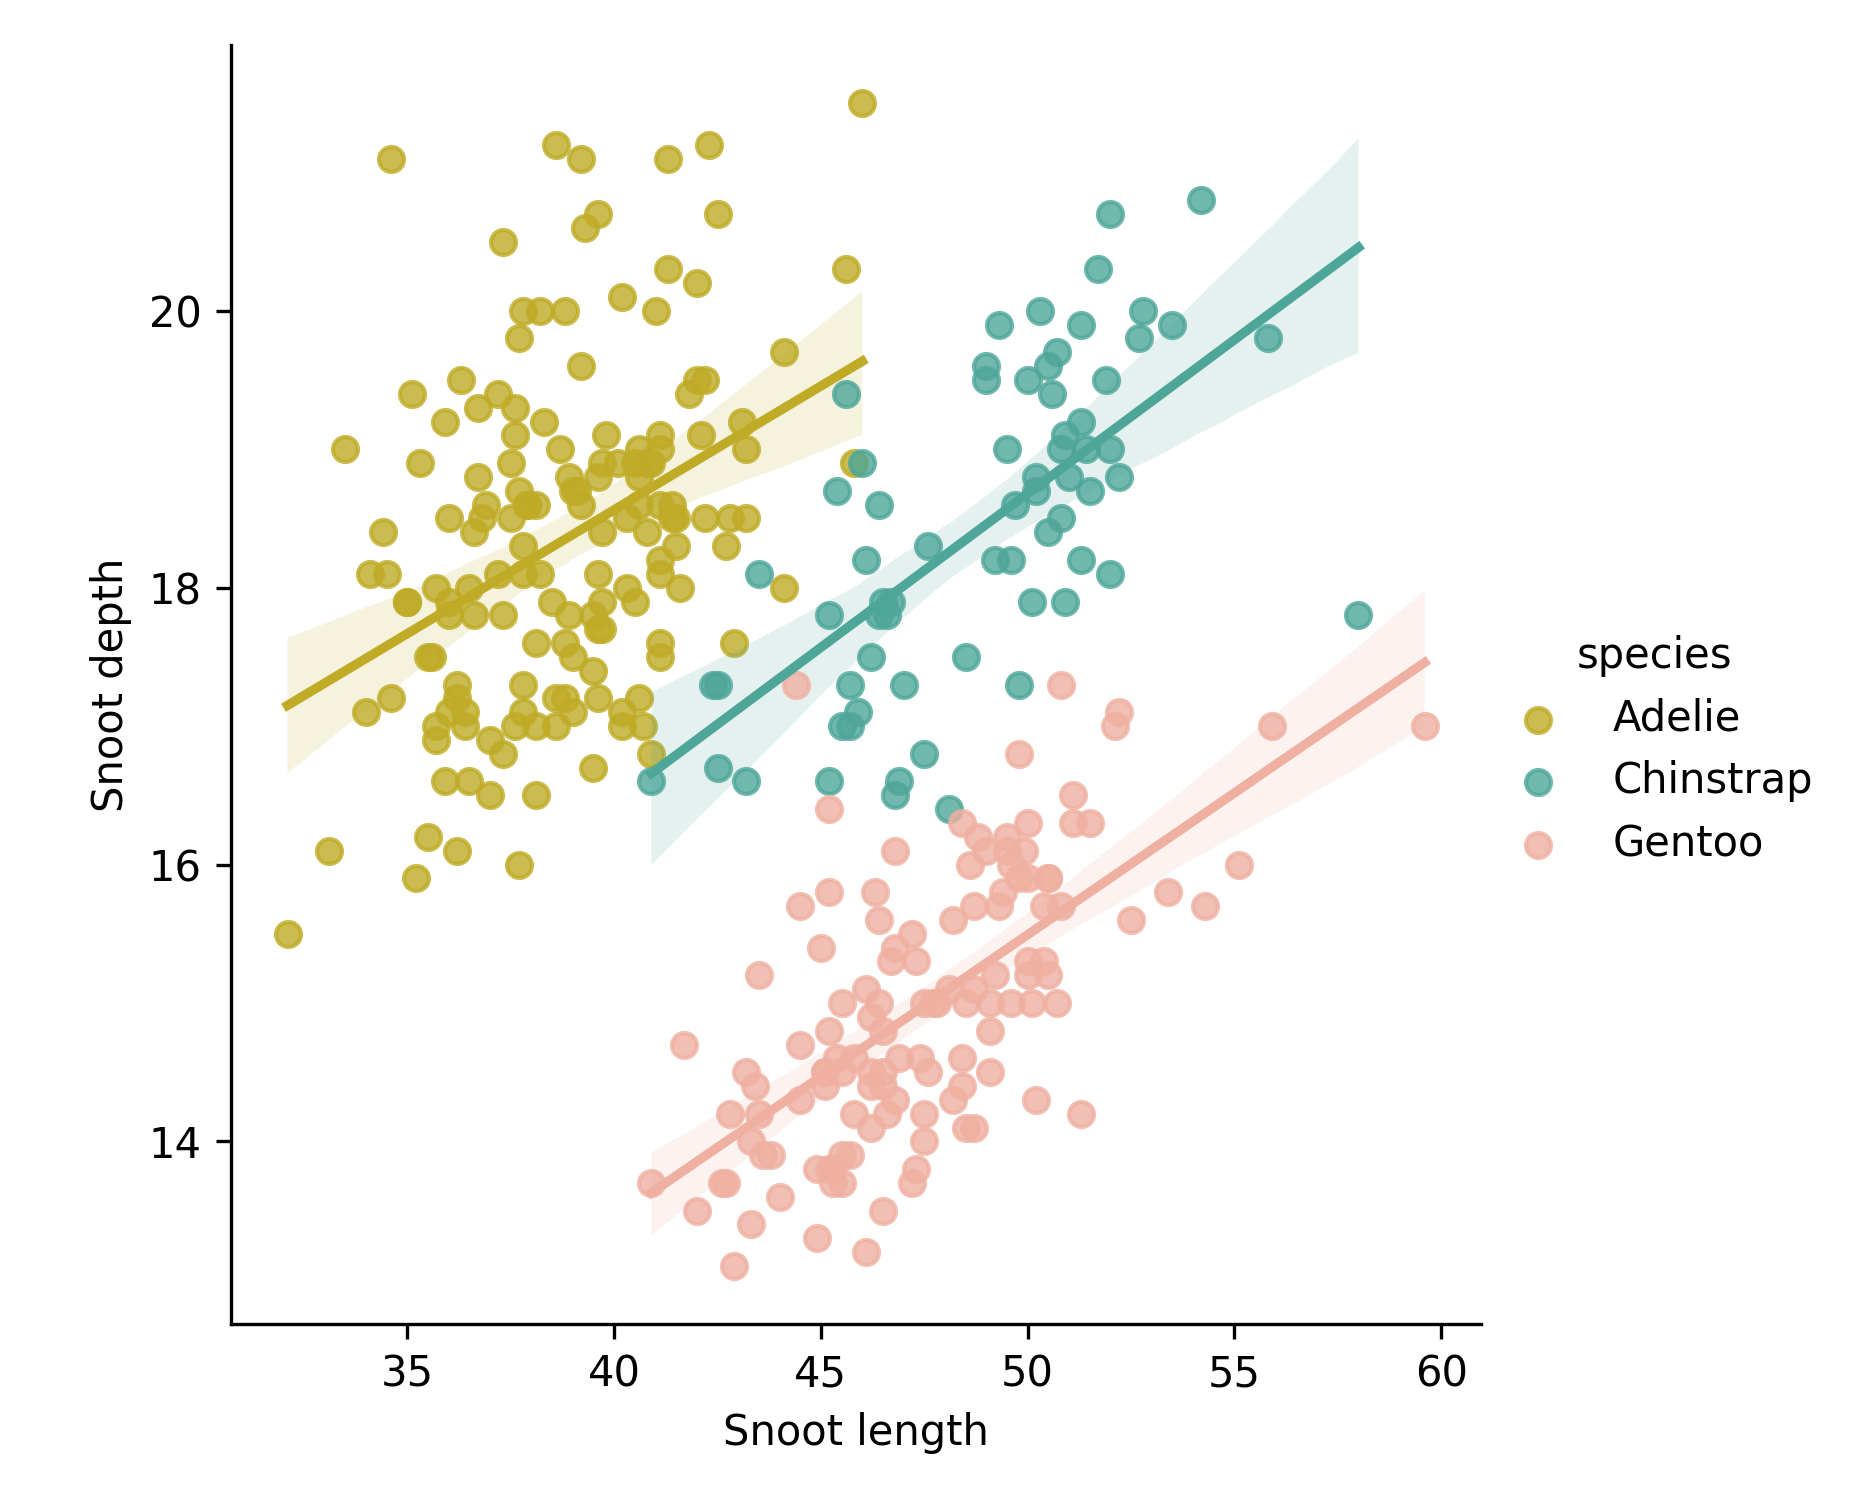 Snoot depth
20
18
16
14
35 40 45 50 55 60
Snoot length
species
Adelie
Chinstrap
Gentoo